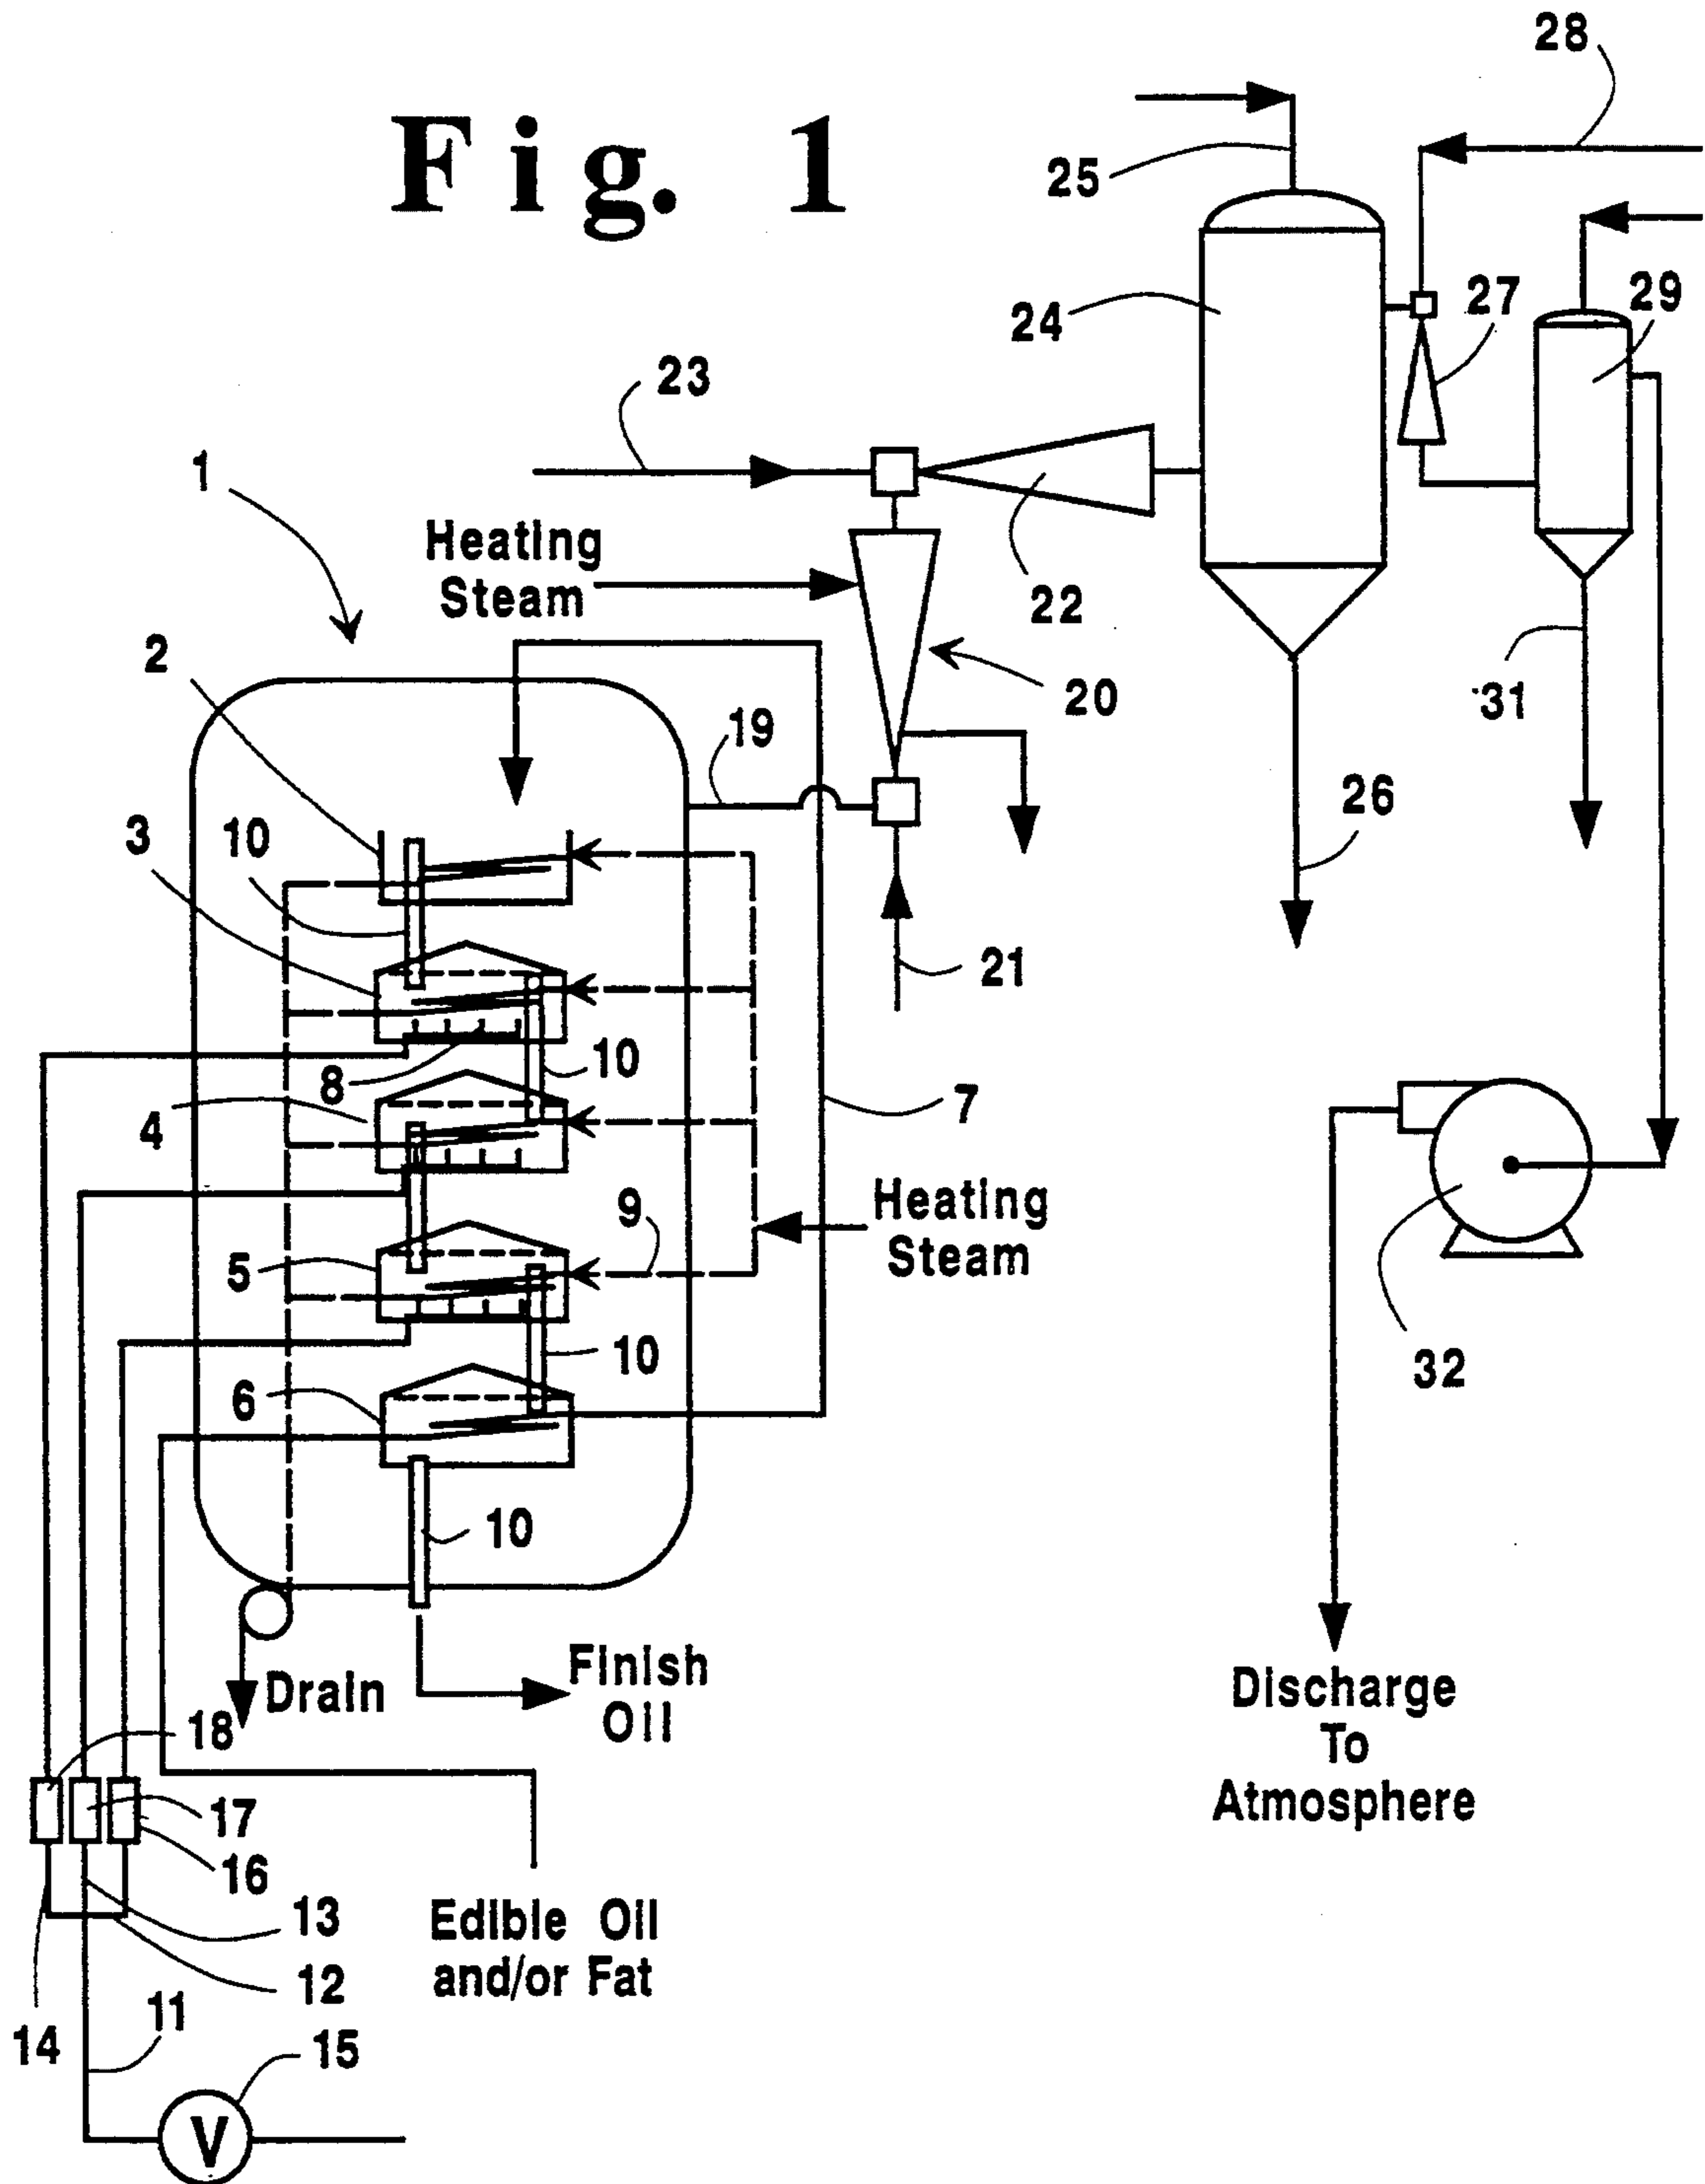 Fig. 1
28
25
24
27
29
23
1
Heating
Steam
22
2
20
31
19
3
10
26
21
8
10
4
7
9
Heating
Steam
5
10
32
6
10
Finish
Oil
Drain
18
Discharge
To
Atmosphere
17
16
13
Edible Oil
and/or Fat
12
11
14
15
V